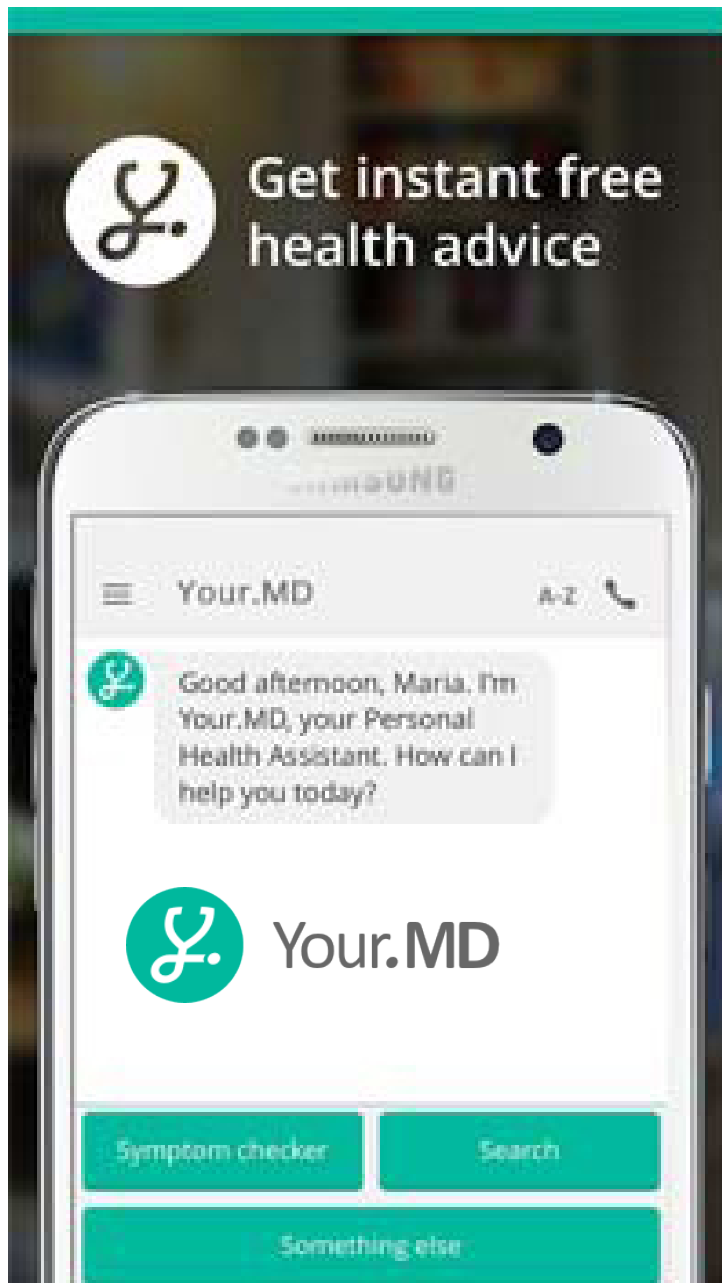 Get instant free
health advice
Your.MD
A-Z
Good afternoon, Maria. I'm
Your.MD, your Personal
Health Assistant. How can I
help you today?
Your.MD
Symptom checker
Search
Something else